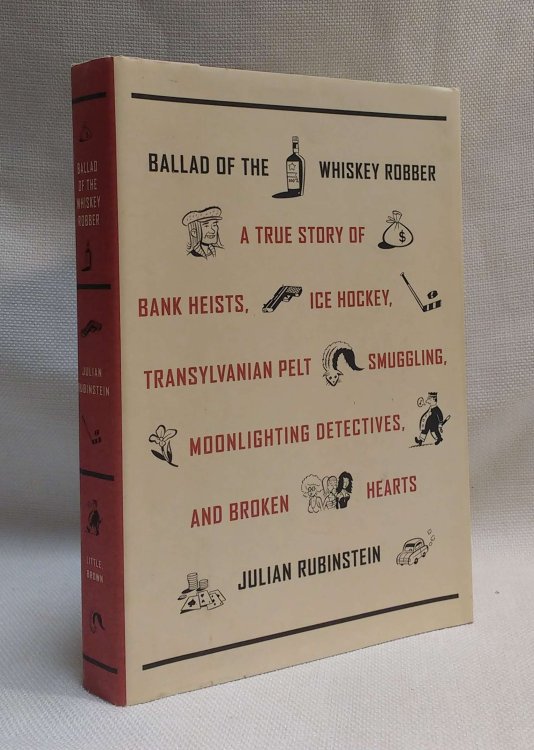 BALLAD OF THE WHISKEY ROBBER
A TRUE STORY OF
BANK HEISTS, ICE HOCKEY,
TRANSYLVANIAN PELT SMUGGLING,
MOONLIGHTING DETECTIVES,
AND BROKEN HEARTS
JULIAN RUBINSTEIN
BALLAD
OF THE
WHISKEY
ROBBER
JULIAN
RUBINSTEIN
LITTLE,
BROWN
$